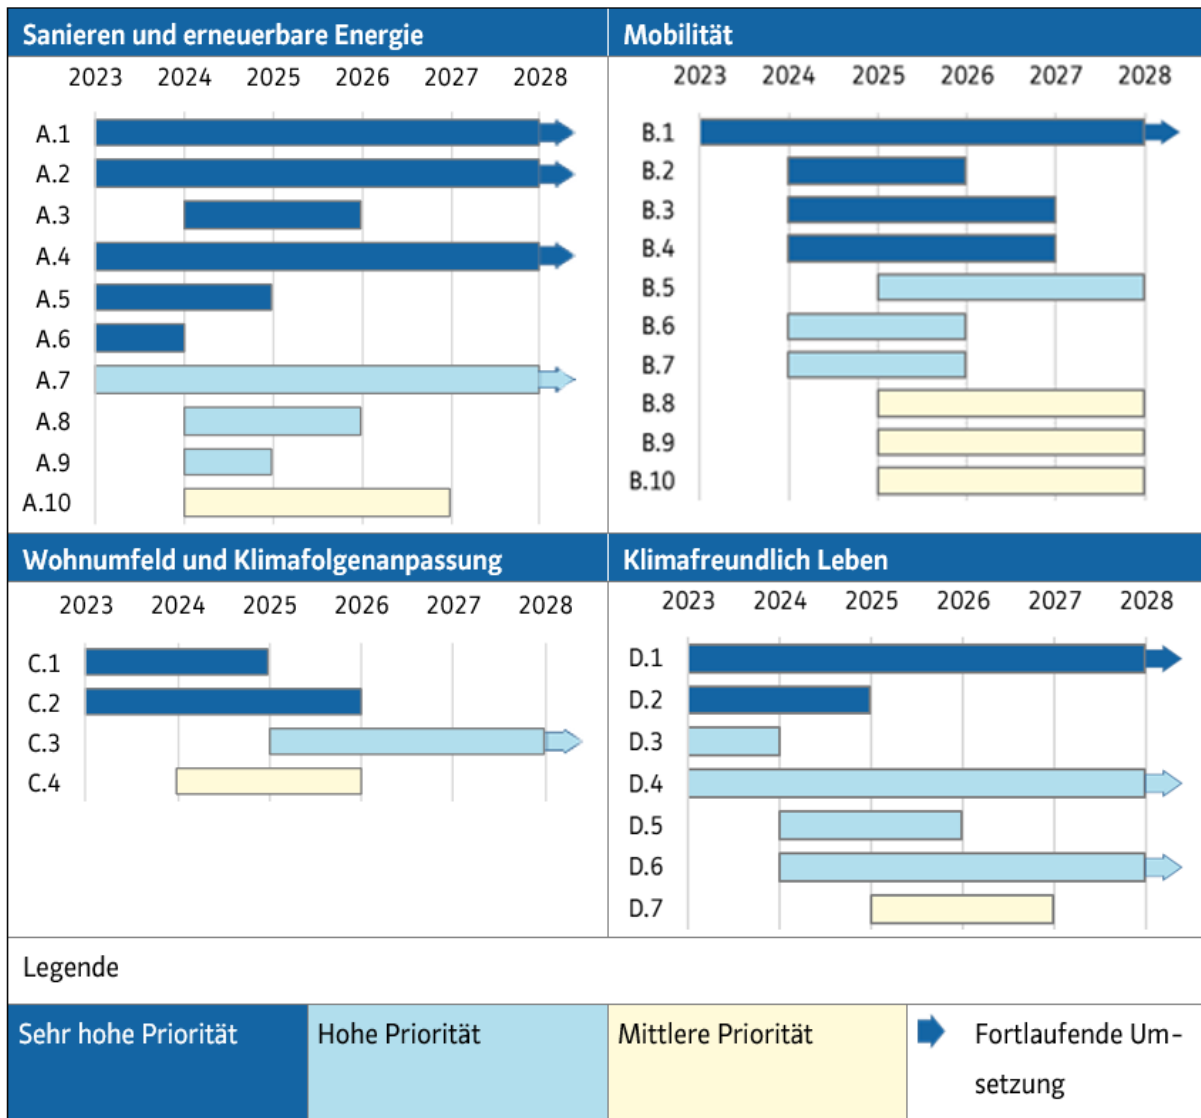 Sanieren und erneuerbare Energie
2023 2024 2025 2026 2027 2028
A.1
A.2
A.3
A.4
A.5
A.6
A.7
A.8
A.9
A.10
Mobilität
2023 2024 2025 2026 2027 2028
B.1
B.2
B.3
B.4
B.5
B.6
B.7
B.8
B.9
B.10
Wohnumfeld und Klimafolgenanpassung
2023 2024 2025 2026 2027 2028
C.1
C.2
C.3
C.4
Klimafreundlich Leben
2023 2024 2025 2026 2027 2028
D.1
D.2
D.3
D.4
D.5
D.6
D.7
Legende
Sehr hohe Priorität
Hohe Priorität
Mittlere Priorität
Fortlaufende Um-
setzung